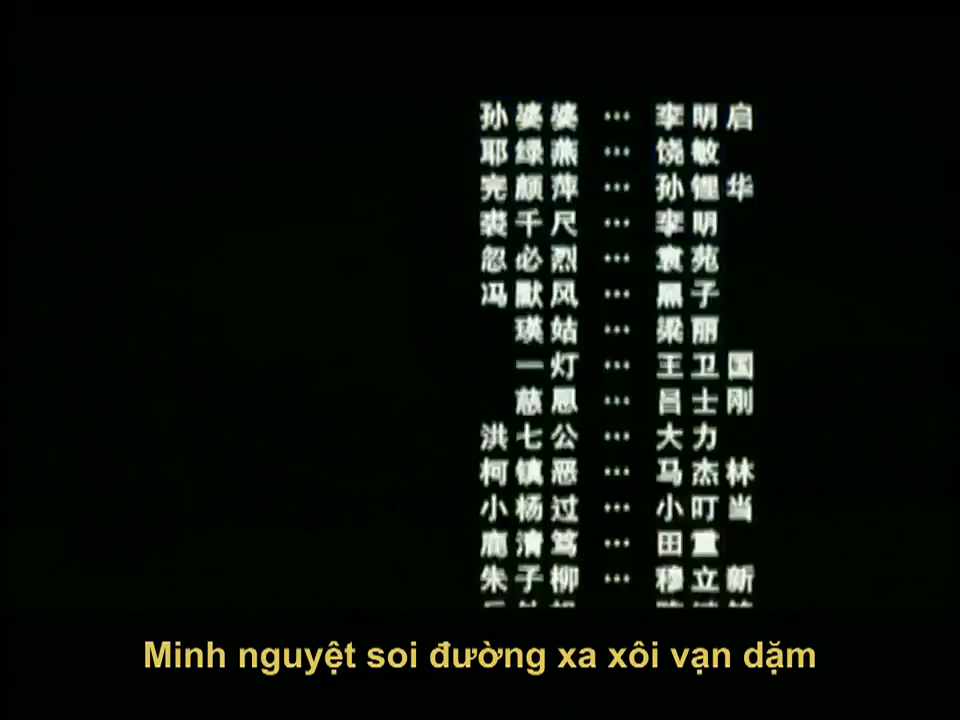 孙婆婆 … 李明启
耶绿燕 … 饶敏
完颜萍 … 孙锂华
裘千尺 … 李明
忽必烈 … 袁苑
冯默风 … 黑子
瑛姑 … 梁丽
一灯 … 王卫国
慈恩 … 吕士刚
洪七公 … 大力
柯镇恶 … 马杰林
小杨过 … 小叮当
鹿清笃 … 田重
朱子柳 … 穆立新
Minh nguyệt soi đường xa xôi vạn dặm